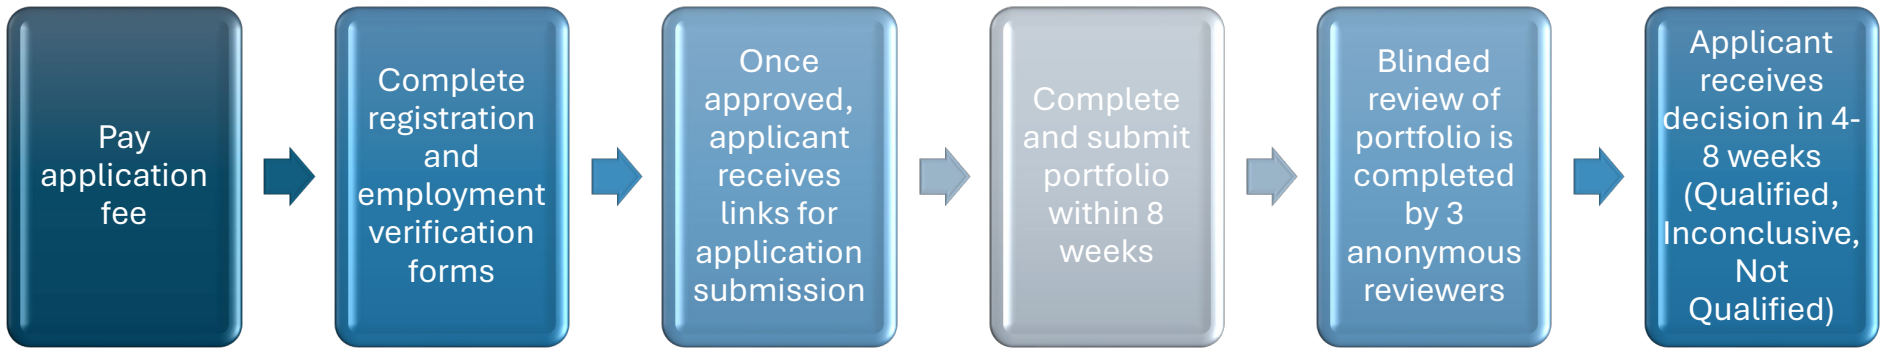 Pay
application
fee
Complete
registration
and
employment
verification
forms
Once
approved,
applicant
receives
links for
application
submission
Complete
and submit
portfolio
within 8
weeks
Blinded
review of
portfolio is
completed
by 3
anonymous
reviewers
Applicant
receives
decision in 4-
8 weeks
(Qualified,
Inconclusive,
Not
Qualified)